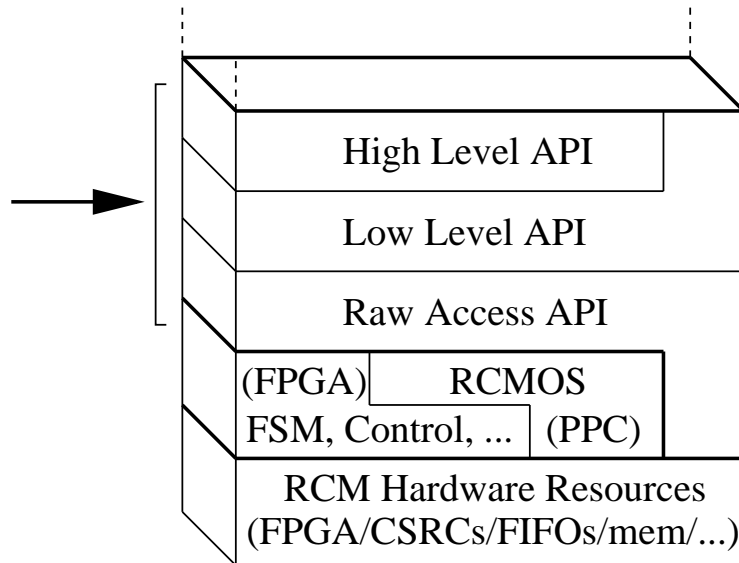 High Level API
Low Level API
Raw Access API
(FPGA) RCMOS
FSM, Control, ... (PPC)
RCM Hardware Resources
(FPGA/CSRCs/FIFOs/mem/...)